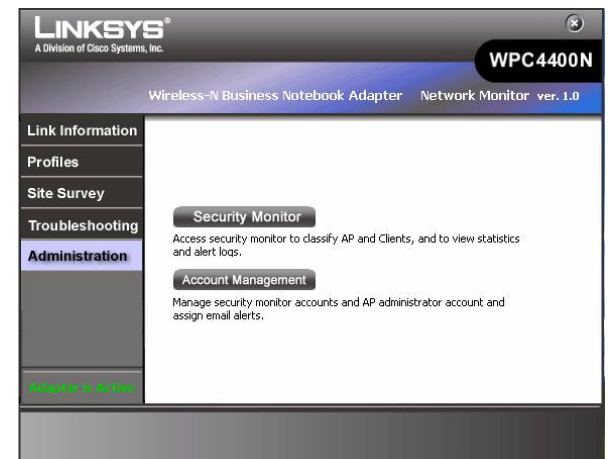 LINKSYS®
A Division of Cisco Systems, Inc.
WPC4400N
Wireless-N Business Notebook Adapter Network Monitor ver. 1.0
Link Information
Profiles
Site Survey
Troubleshooting
Administration
Security Monitor
Access security monitor to classify AP and Clients, and to view statistics
and alert logs.
Account Management
Manage security monitor accounts and AP administrator account and
assign email alerts.
Adapter is Active